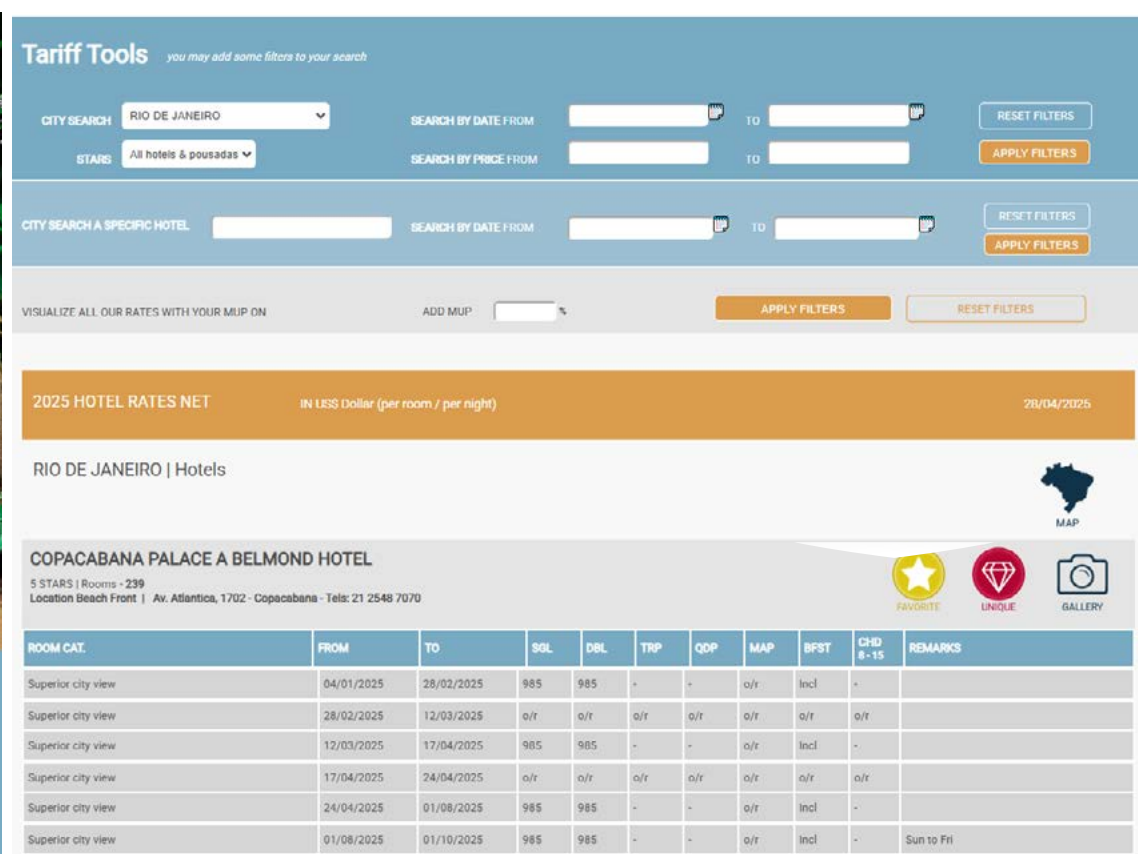 Tariff Tools you may add some filters to your search
CITY SEARCH RIO DE JANEIRO SEARCH BY DATE FROM TO RESET FILTERS
STARS All hotels & pousadas SEARCH BY PRICE FROM TO APPLY FILTERS
CITY SEARCH A SPECIFIC HOTEL SEARCH BY DATE FROM TO RESET FILTERS
APPLY FILTERS
VISUALIZE ALL OUR RATES WITH YOUR MUP ON ADD MUP % APPLY FILTERS RESET FILTERS
2025 HOTEL RATES NET IN US$ Dollar (per room / per night) 28/04/2025
RIO DE JANEIRO | Hotels
MAP
COPACABANA PALACE A BELMOND HOTEL
5 STARS | Rooms - 239
Location Beach Front | Av. Atlantica, 1702 - Copacabana - Tels: 21 2548 7070
FAVORITE UNIQUE GALLERY
ROOM CAT. FROM TO SGL DBL TRP QDP MAP BFST CHD 8 - 15 REMARKS
Superior city view 04/01/2025 28/02/2025 985 985 - - o/r Incl -
Superior city view 28/02/2025 12/03/2025 o/r o/r o/r o/r o/r o/r o/r
Superior city view 12/03/2025 17/04/2025 985 985 - - o/r Incl -
Superior city view 17/04/2025 24/04/2025 o/r o/r o/r o/r o/r o/r o/r
Superior city view 24/04/2025 01/08/2025 985 985 - - o/r Incl -
Superior city view 01/08/2025 01/10/2025 985 985 - - o/r Incl - Sun to Fri